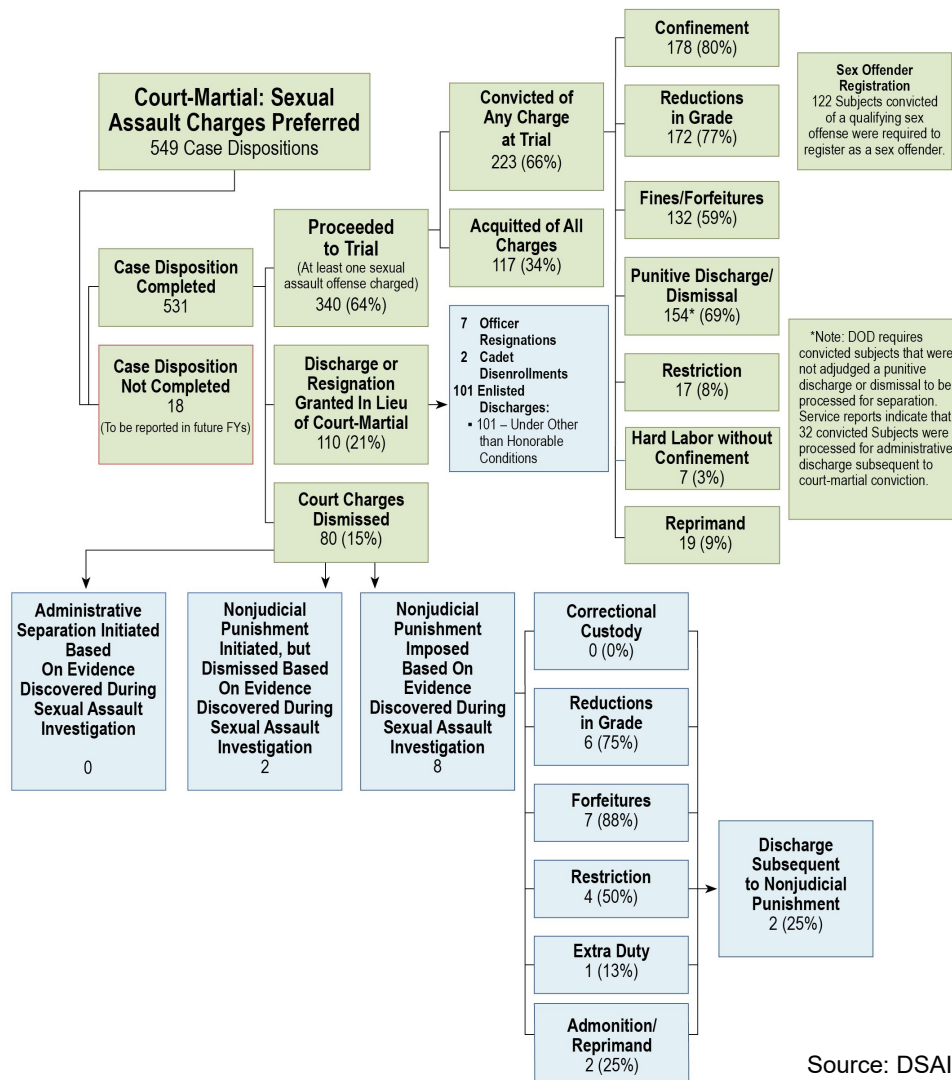 Court-Martial: Sexual
Assault Charges Preferred
549 Case Dispositions
Case Disposition
Completed
531
Case Disposition
Not Completed
18
(To be reported in future FYs)
Proceeded
to Trial
(At least one sexual
assault offense charged)
340 (64%)
Discharge or
Resignation
Granted In Lieu
of Court-Martial
110 (21%)
Court Charges
Dismissed
80 (15%)
Convicted of
Any Charge
at Trial
223 (66%)
Acquitted of All
Charges
117 (34%)
7 Officer
Resignations
2 Cadet
Disenrollments
101 Enlisted
Discharges:
▪ 101 – Under Other
than Honorable
Conditions
Confinement
178 (80%)
Reductions
in Grade
172 (77%)
Fines/Forfeitures
132 (59%)
Punitive Discharge/
Dismissal
154* (69%)
Restriction
17 (8%)
Hard Labor without
Confinement
7 (3%)
Reprimand
19 (9%)
Sex Offender
Registration
122 Subjects convicted
of a qualifying sex
offense were required to
register as a sex offender.
*Note: DOD requires
convicted subjects that were
not adjudged a punitive
discharge or dismissal to be
processed for separation.
Service reports indicate that
32 convicted Subjects were
processed for administrative
discharge subsequent to
court-martial conviction.
Administrative
Separation Initiated
Based
On Evidence
Discovered During
Sexual Assault
Investigation
0
Nonjudicial
Punishment
Initiated, but
Dismissed Based
On Evidence
Discovered During
Sexual Assault
Investigation
2
Nonjudicial
Punishment
Imposed
Based On
Evidence
Discovered During
Sexual Assault
Investigation
8
Correctional
Custody
0 (0%)
Reductions
in Grade
6 (75%)
Forfeitures
7 (88%)
Restriction
4 (50%)
Extra Duty
1 (13%)
Admonition/
Reprimand
2 (25%)
Discharge
Subsequent
to Nonjudicial
Punishment
2 (25%)
Source: DSAI